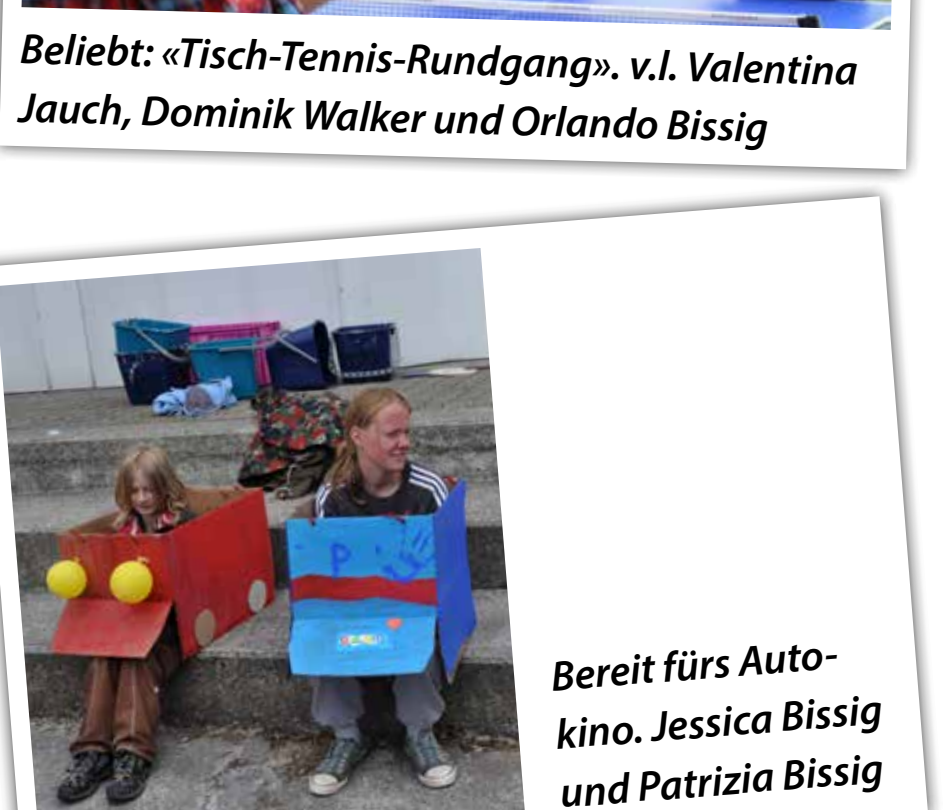 Beliebt: «Tisch-Tennis-Rundgang». v.l. Valentina
Jauch, Dominik Walker und Orlando Bissig
P
Bereit fürs Auto-
kino. Jessica Bissig
und Patrizia Bissig